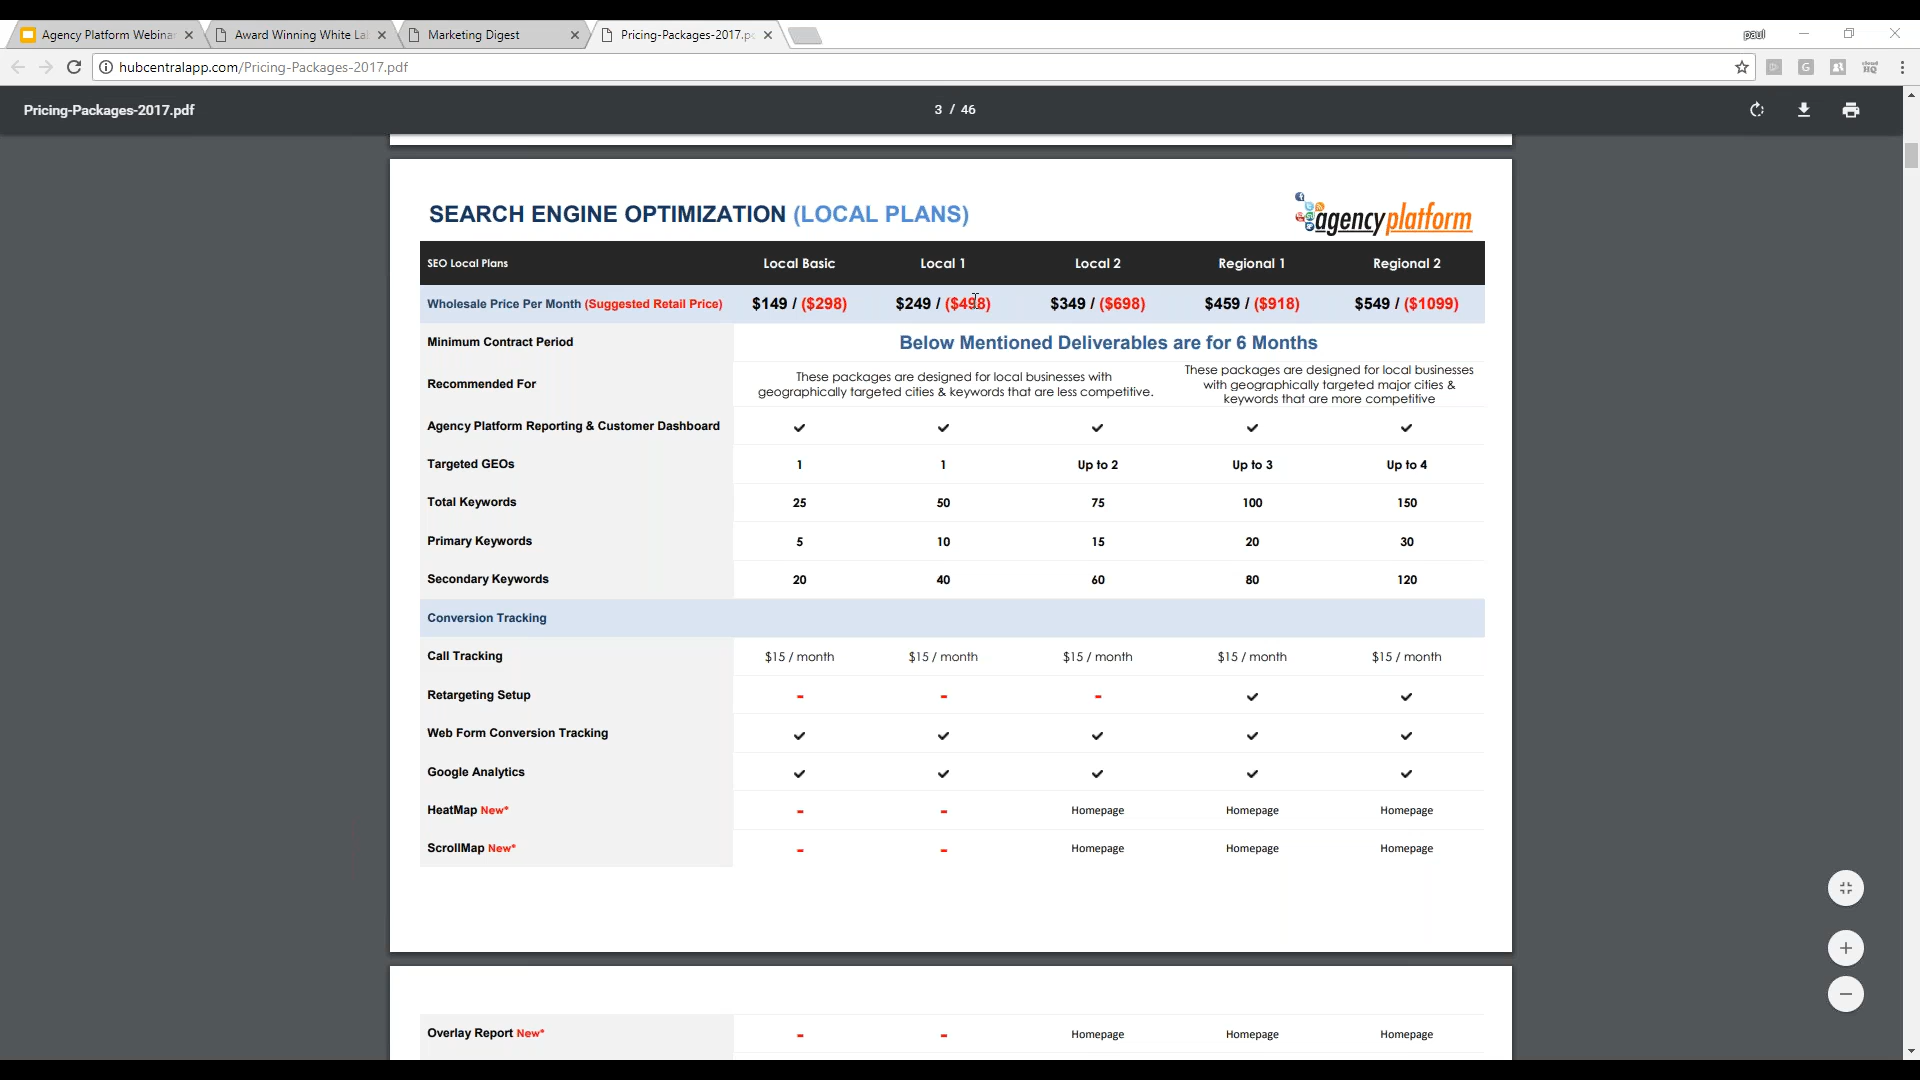 Agency Platform Webina
Award Winning White La
Marketing Digest
Pricing-Packages-2017.p
paul
hubcentralapp.com/Pricing-Packages-2017.pdf
cloud HQ
Pricing-Packages-2017.pdf
3 / 46
SEARCH ENGINE OPTIMIZATION (LOCAL PLANS)
agencyplatform
SEO Local Plans Local Basic Local 1 Local 2 Regional 1 Regional 2
Wholesale Price Per Month (Suggested Retail Price) $149 / ($298) $249 / ($498) $349 / ($698) $459 / ($918) $549 / ($1099)
Minimum Contract Period Below Mentioned Deliverables are for 6 Months
Recommended For
These packages are designed for local businesses with
geographically targeted cities & keywords that are less competitive.
These packages are designed for local businesses
with geographically targeted major cities &
keywords that are more competitive
Agency Platform Reporting & Customer Dashboard ✔ ✔ ✔ ✔ ✔
Targeted GEOs 1 1 Up to 2 Up to 3 Up to 4
Total Keywords 25 50 75 100 150
Primary Keywords 5 10 15 20 30
Secondary Keywords 20 40 60 80 120
Conversion Tracking
Call Tracking $15 / month $15 / month $15 / month $15 / month $15 / month
Retargeting Setup - - - ✔ ✔
Web Form Conversion Tracking ✔ ✔ ✔ ✔ ✔
Google Analytics ✔ ✔ ✔ ✔ ✔
HeatMap New* - - Homepage Homepage Homepage
ScrollMap New* - - Homepage Homepage Homepage
Overlay Report New* - - Homepage Homepage Homepage